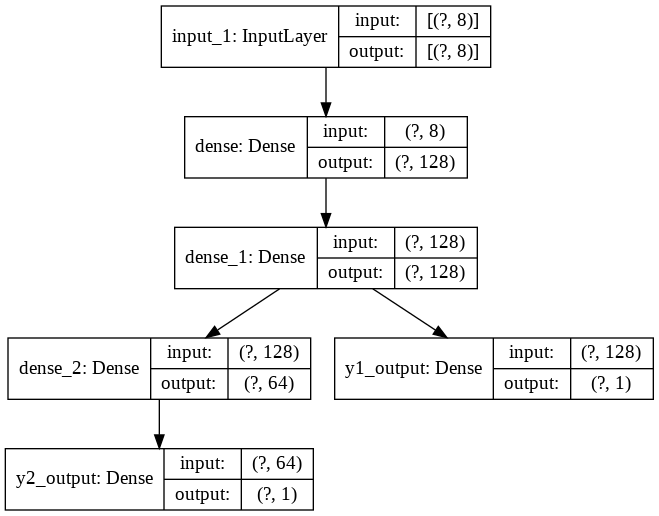 input_1: InputLayer
input: [(?, 8)]
output: [(?, 8)]
dense: Dense
input: (?, 8)
output: (?, 128)
dense_1: Dense
input: (?, 128)
output: (?, 128)
dense_2: Dense
input: (?, 128)
output: (?, 64)
y1_output: Dense
input: (?, 128)
output: (?, 1)
y2_output: Dense
input: (?, 64)
output: (?, 1)